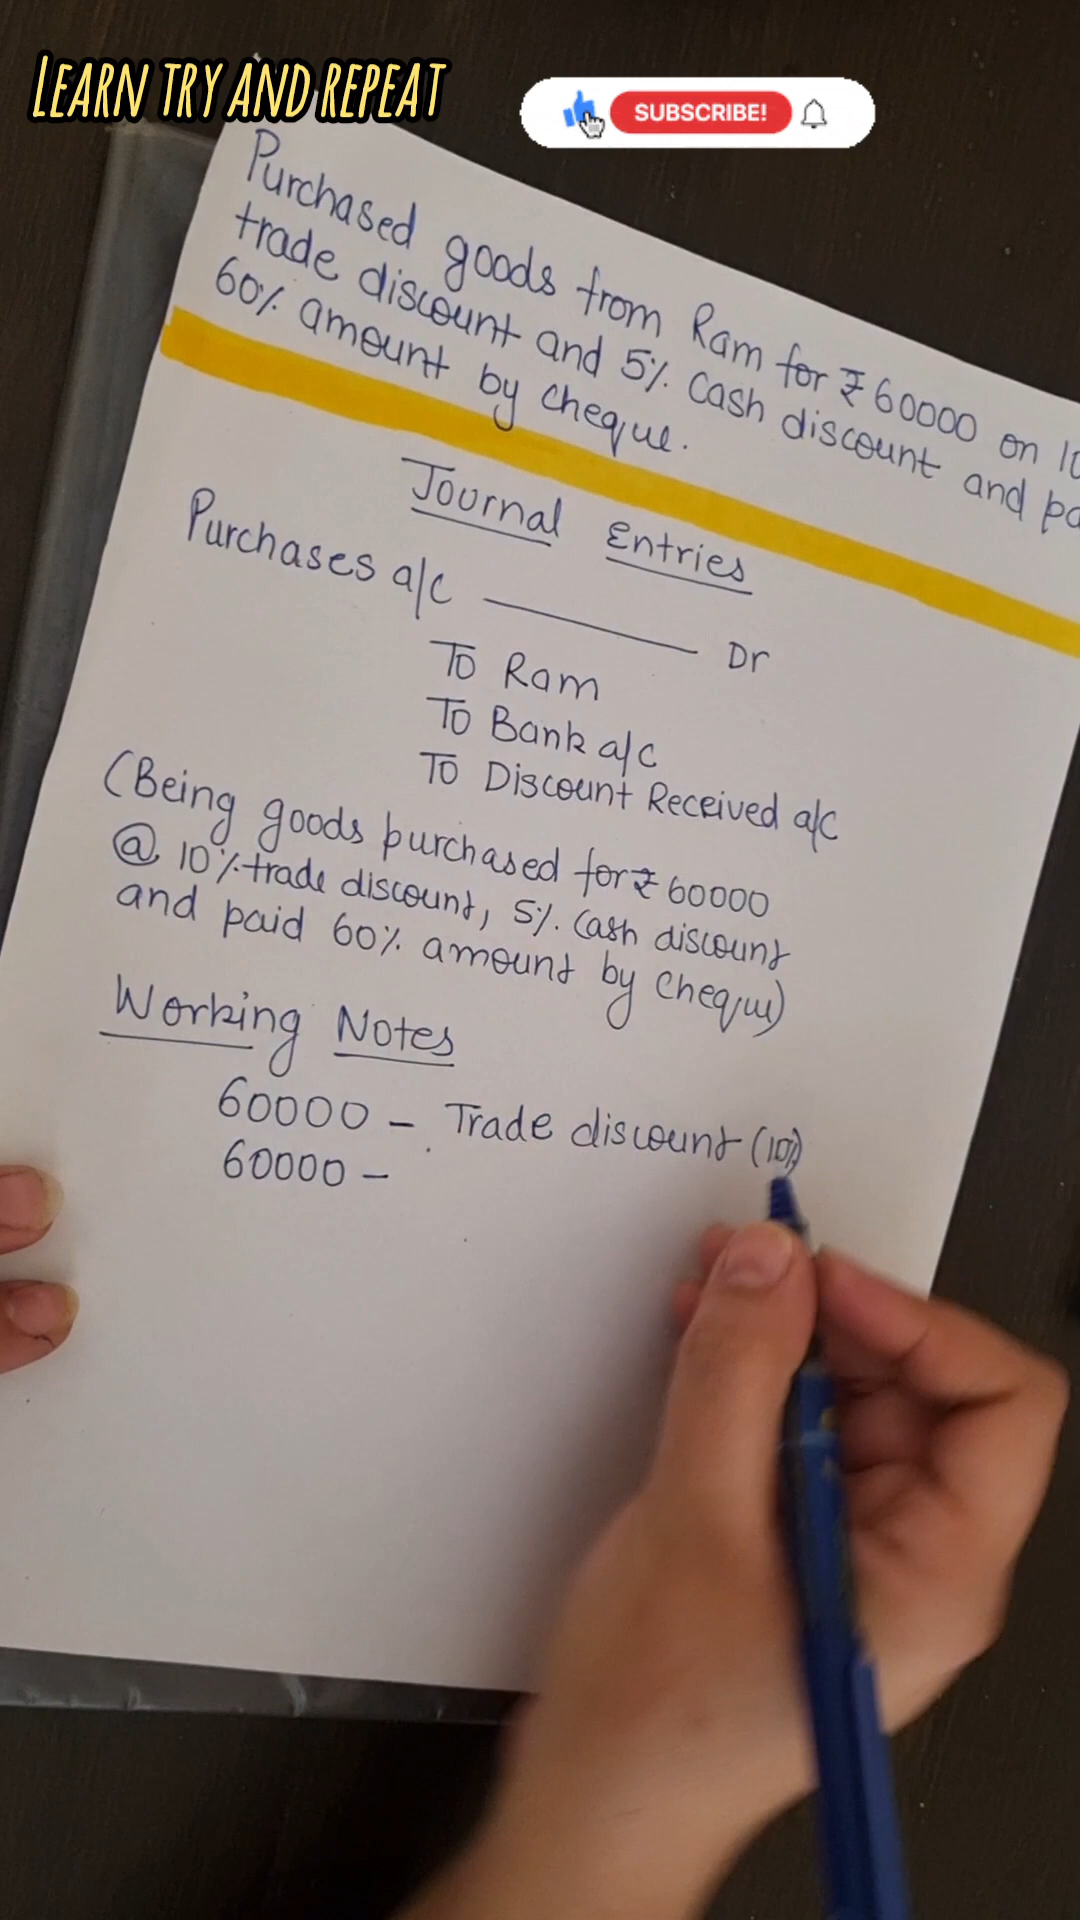 LEARN TRY AND REPEAT
SUBSCRIBE!
Purchased goods from Ram for ₹ 60000 on 10
trade discount and 5% Cash discount and pa
60% amount by cheque.
Journal Entries
Purchases a/c ———— Dr
To Ram
To Bank a/c
To Discount Received a/c
(Being goods purchased for ₹ 60000
@ 10% trade discount, 5% Cash discount
and paid 60% amount by Cheque)
Working Notes
60000 - Trade discount (10%)
60000 -